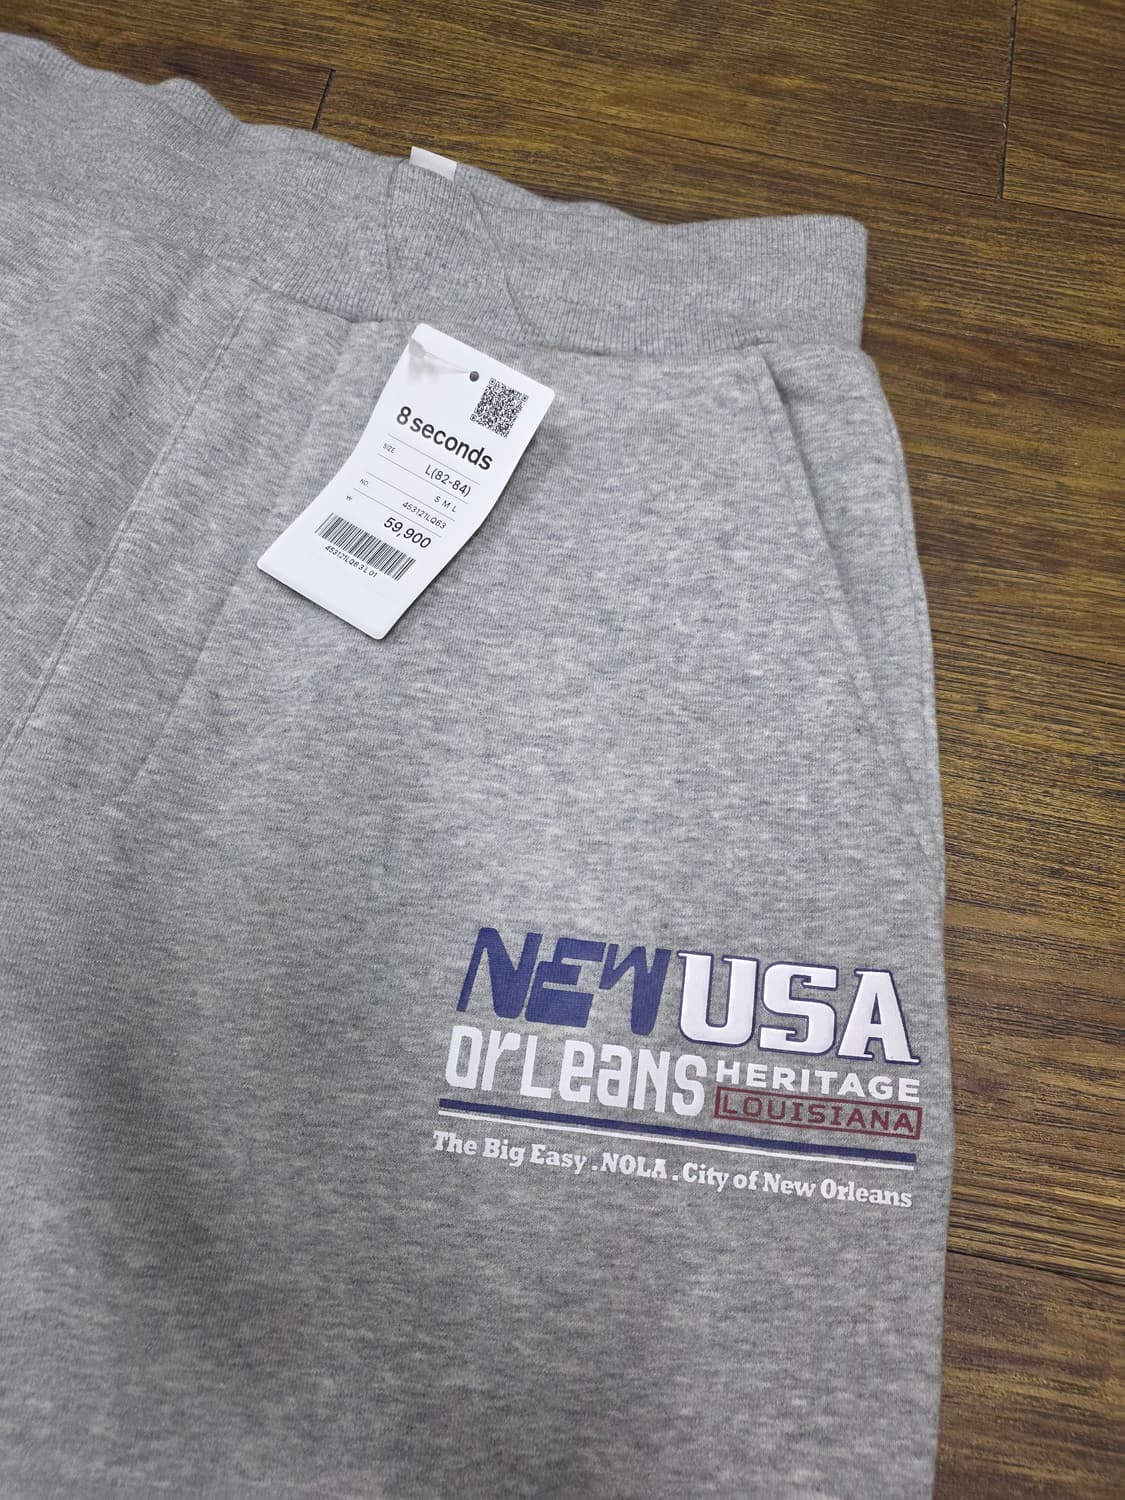 8 seconds
SIZE
L(82-84)
S M L
NO
453121LQ63
₩
59,900
453121LQ63L01
NEW USA
OrLeans HERITAGE
LOUISIANA
The Big Easy . NOLA . City of New Orleans